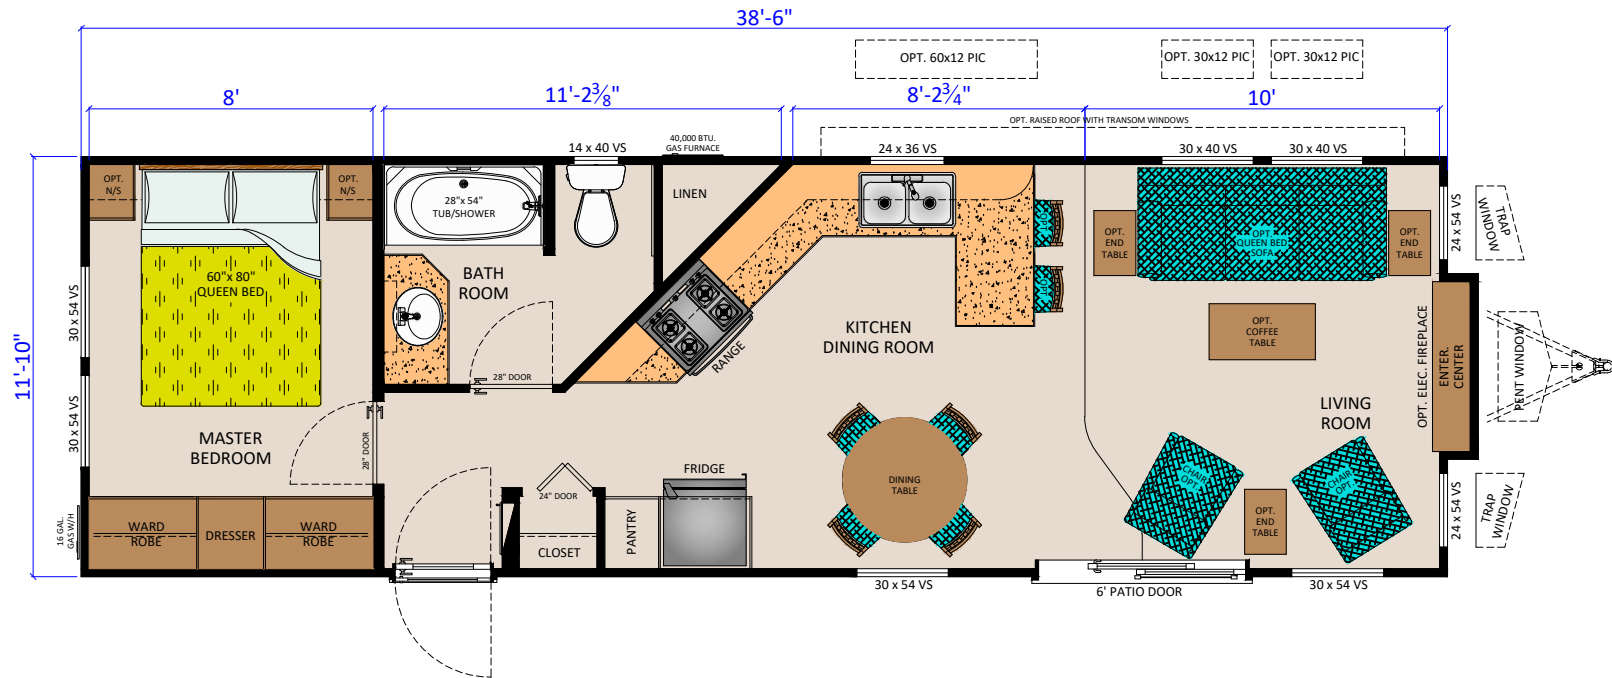 38'-6"
OPT. 60x12 PIC
OPT. 30x12 PIC
OPT. 30x12 PIC
8'
11'-2⅜"
8'-2¾"
10'
OPT. RAISED ROOF WITH TRANSOM WINDOWS
40,000 BTU.
GAS FURNACE
14 x 40 VS
24 x 36 VS
30 x 40 VS
30 x 40 VS
11'-10"
OPT.
N/S
OPT.
N/S
60"x 80"
QUEEN BED
30 x 54 VS
30 x 54 VS
MASTER
BEDROOM
28" DOOR
WARD
ROBE
DRESSER
WARD
ROBE
16 GAL.
GAS W/H
28"x 54"
TUB/SHOWER
BATH
ROOM
28" DOOR
LINEN
RANGE
KITCHEN
DINING ROOM
OPT.
OPT.
FRIDGE
24" DOOR
CLOSET
PANTRY
DINING
TABLE
30 x 54 VS
OPT.
END
TABLE
OPT.
QUEEN BED
SOFA
OPT.
END
TABLE
OPT.
COFFEE
TABLE
LIVING
ROOM
OPT. ELEC. FIREPLACE
ENTER.
CENTER
CHAIR
OPT.
OPT.
END
TABLE
CHAIR
OPT.
6' PATIO DOOR
30 x 54 VS
24 x 54 VS
TRAP
WINDOW
PENT WINDOW
24 x 54 VS
TRAP
WINDOW